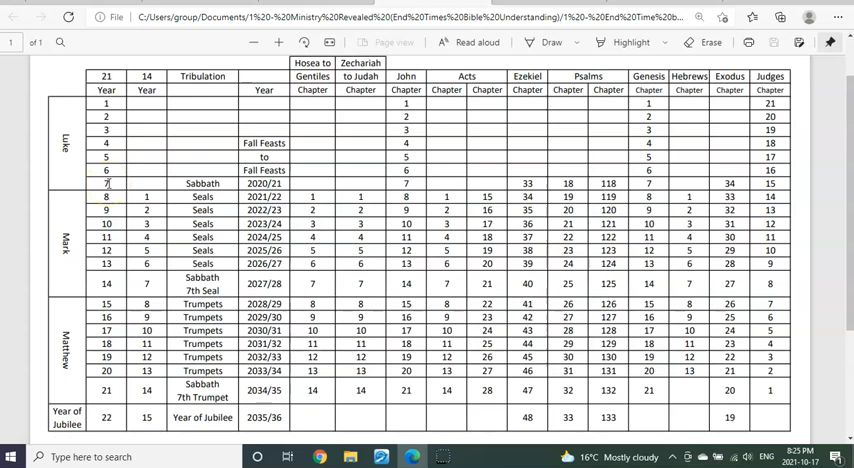 C:/Users/group/Documents/1%20-%20Ministry%20Revealed(End%20Times%20Bible%20Understanding)/1%20-%20End%20Time%20b...
1 of 1 Page view Read aloud Draw Highlight Erase
Hosea to Zechariah
21 14 Tribulation Gentiles to Judah John Acts Ezekiel Psalms Genesis Hebrews Exodus Judges
Year Year Year Chapter Chapter Chapter Chapter Chapter Chapter Chapter Chapter Chapter Chapter Chapter Chapter
Luke
1 1 1 21
2 2 2 20
3 3 3 19
4 Fall Feasts 4 4 18
5 to 5 5 17
6 Fall Feasts 6 6 16
7 Sabbath 2020/21 7 33 18 118 7 34 15
Mark
8 1 Seals 2021/22 1 1 8 1 15 34 19 119 8 1 33 14
9 2 Seals 2022/23 2 2 9 2 16 35 20 120 9 2 32 13
10 3 Seals 2023/24 3 3 10 3 17 36 21 121 10 3 31 12
11 4 Seals 2024/25 4 4 11 4 18 37 22 122 11 4 30 11
12 5 Seals 2025/26 5 5 12 5 19 38 23 123 12 5 29 10
13 6 Seals 2026/27 6 6 13 6 20 39 24 124 13 6 28 9
14 7 Sabbath 2027/28 7 7 14 7 21 40 25 125 14 7 27 8
7th Seal
Matthew
15 8 Trumpets 2028/29 8 8 15 8 22 41 26 126 15 8 26 7
16 9 Trumpets 2029/30 9 9 16 9 23 42 27 127 16 9 25 6
17 10 Trumpets 2030/31 10 10 17 10 24 43 28 128 17 10 24 5
18 11 Trumpets 2031/32 11 11 18 11 25 44 29 129 18 11 23 4
19 12 Trumpets 2032/33 12 12 19 12 26 45 30 130 19 12 22 3
20 13 Trumpets 2033/34 13 13 20 13 27 46 31 131 20 13 21 2
21 14 Sabbath 2034/35 14 14 21 14 28 47 32 132 21 20 1
7th Trumpet
Year of
Jubilee
22 15 Year of Jubilee 2035/36 48 33 133 19
Type here to search 16°C Mostly cloudy ENG 8:25 PM
2021-10-17